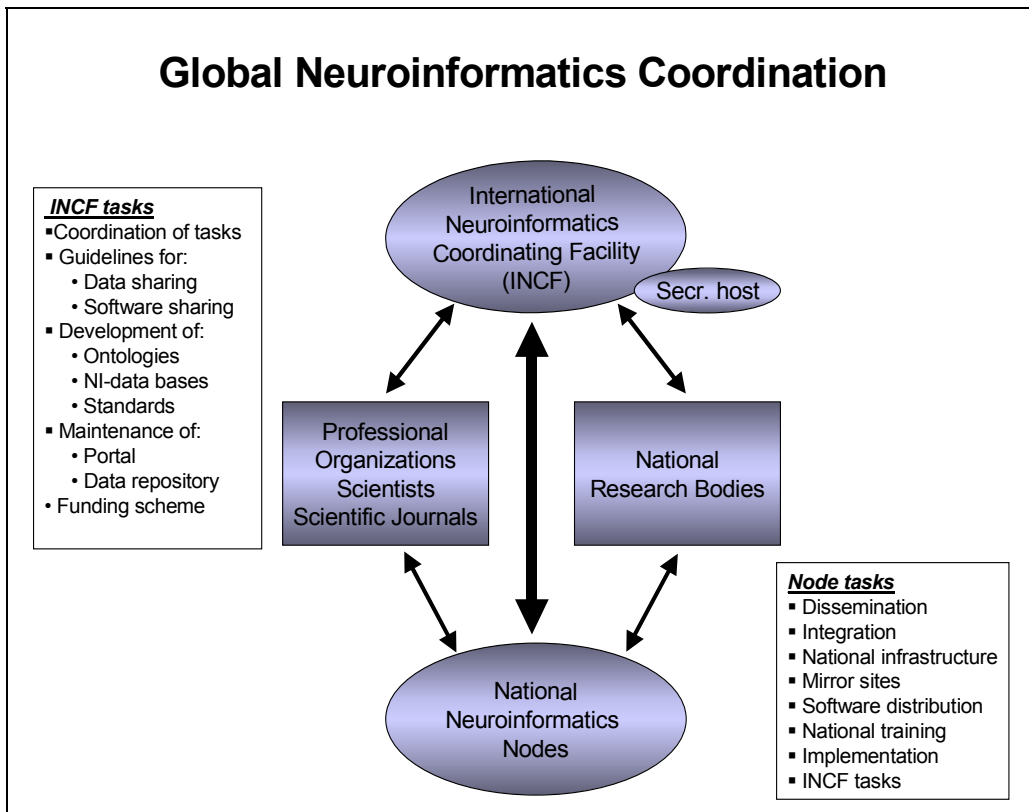 Global Neuroinformatics Coordination
International
Neuroinformatics
Coordinating Facility
(INCF)
Secr. host
INCF tasks
▪Coordination of tasks
▪ Guidelines for:
• Data sharing
• Software sharing
▪ Development of:
• Ontologies
• NI-data bases
• Standards
▪ Maintenance of:
• Portal
• Data repository
• Funding scheme
Professional
Organizations
Scientists
Scientific Journals
National
Research Bodies
National
Neuroinformatics
Nodes
Node tasks
▪ Dissemination
▪ Integration
▪ National infrastructure
▪ Mirror sites
▪ Software distribution
▪ National training
▪ Implementation
▪ INCF tasks